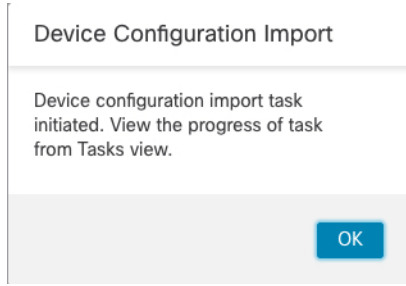 Device Configuration Import
Device configuration import task
initiated. View the progress of task
from Tasks view.
OK